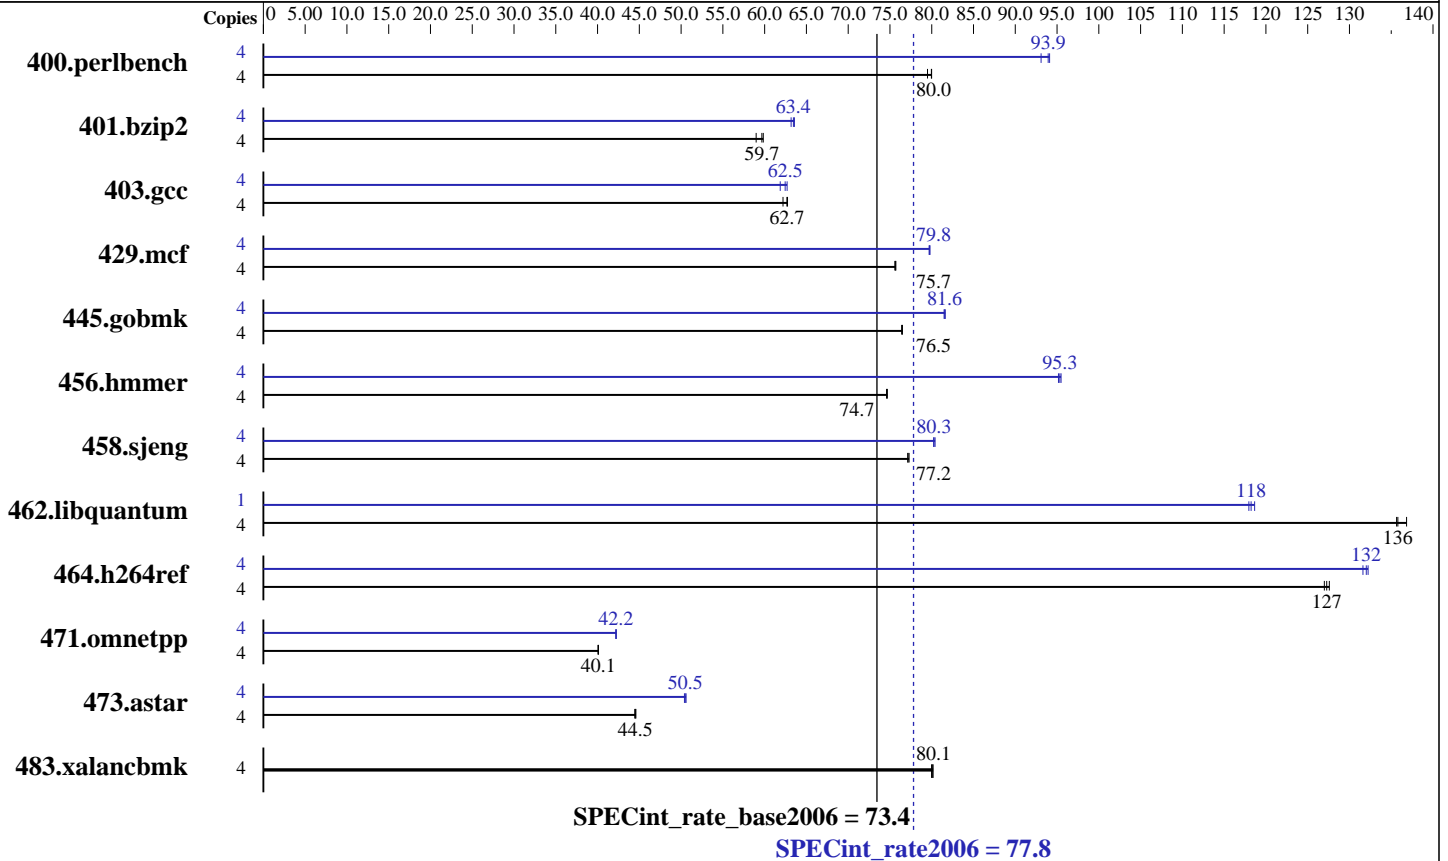 Copies 0 5.00 10.0 15.0 20.0 25.0 30.0 35.0 40.0 45.0 50.0 55.0 60.0 65.0 70.0 75.0 80.0 85.0 90.0 95.0 100 105 110 115 120 125 130 140
400.perlbench
4 93.9
4 80.0
401.bzip2
4 63.4
4 59.7
403.gcc
4 62.5
4 62.7
429.mcf
4 79.8
4 75.7
445.gobmk
4 81.6
4 76.5
456.hmmer
4 95.3
4 74.7
458.sjeng
4 80.3
4 77.2
462.libquantum
1 118
4 136
464.h264ref
4 132
4 127
471.omnetpp
4 42.2
4 40.1
473.astar
4 50.5
4 44.5
483.xalancbmk
4 80.1
SPECint_rate_base2006 = 73.4
SPECint_rate2006 = 77.8